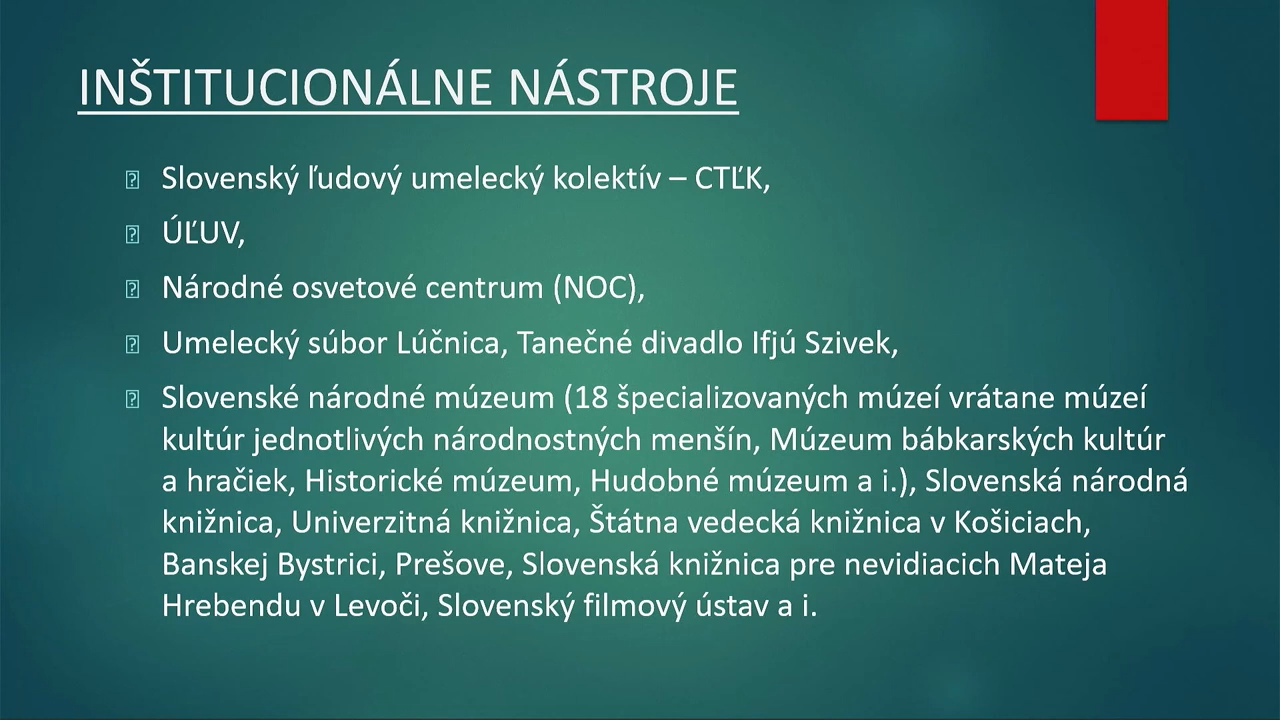 INŠTITUCIONÁLNE NÁSTROJE
Slovenský ľudový umelecký kolektív – CTĽK,
ÚĽUV,
Národné osvetové centrum (NOC),
Umelecký súbor Lúčnica, Tanečné divadlo Ifjú Szivek,
Slovenské národné múzeum (18 špecializovaných múzeí vrátane múzeí
kultúr jednotlivých národnostných menšín, Múzeum bábkarských kultúr
a hračiek, Historické múzeum, Hudobné múzeum a i.), Slovenská národná
knižnica, Univerzitná knižnica, Štátna vedecká knižnica v Košiciach,
Banskej Bystrici, Prešove, Slovenská knižnica pre nevidiacich Mateja
Hrebendu v Levoči, Slovenský filmový ústav a i.